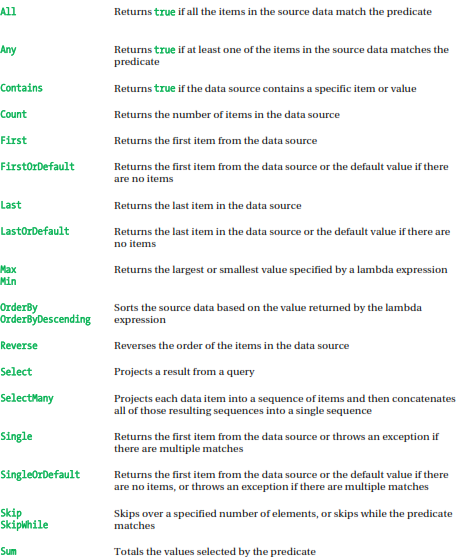 All Returns true if all the items in the source data match the predicate
Any Returns true if at least one of the items in the source data matches the
predicate
Contains Returns true if the data source contains a specific item or value
Count Returns the number of items in the data source
First Returns the first item from the data source
FirstOrDefault Returns the first item from the data source or the default value if there
are no items
Last Returns the last item in the data source
LastOrDefault Returns the last item in the data source or the default value if there are
no items
Max Returns the largest or smallest value specified by a lambda expression
Min
OrderBy Sorts the source data based on the value returned by the lambda
OrderByDescending expression
Reverse Reverses the order of the items in the data source
Select Projects a result from a query
SelectMany Projects each data item into a sequence of items and then concatenates
all of those resulting sequences into a single sequence
Single Returns the first item from the data source or throws an exception if
there are multiple matches
SingleOrDefault Returns the first item from the data source or the default value if there
are no items, or throws an exception if there are multiple matches
Skip Skips over a specified number of elements, or skips while the predicate
SkipWhile matches
Sum Totals the values selected by the predicate